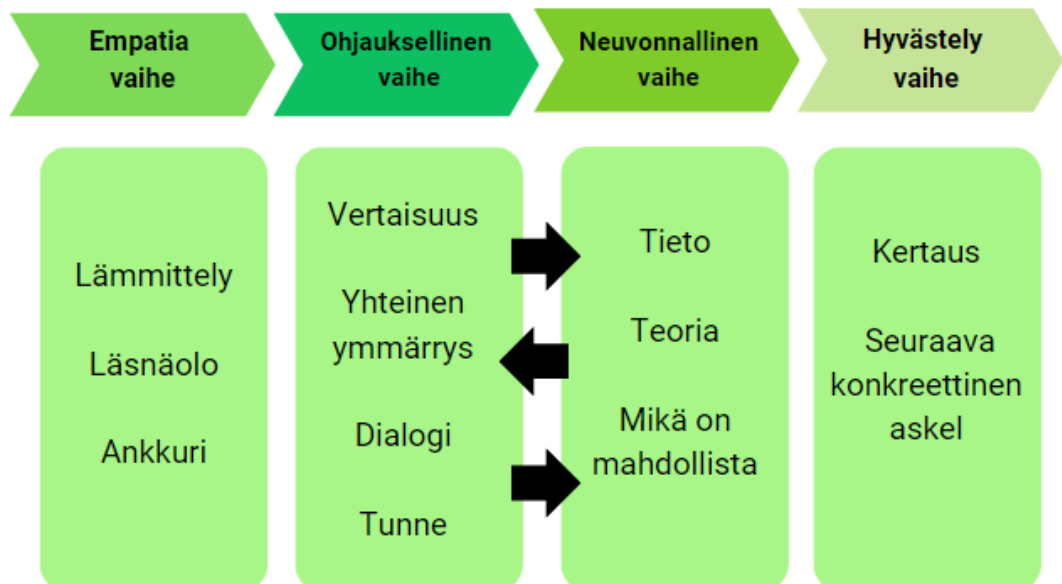 Empatia
vaihe
Ohjauksellinen
vaihe
Neuvonnallinen
vaihe
Hyvästely
vaihe
Lämmittely
Läsnäolo
Ankkuri
Vertaisuus
Yhteinen
ymmärrys
Dialogi
Tunne
Tieto
Teoria
Mikä on
mahdollista
Kertaus
Seuraava
konkreettinen
askel